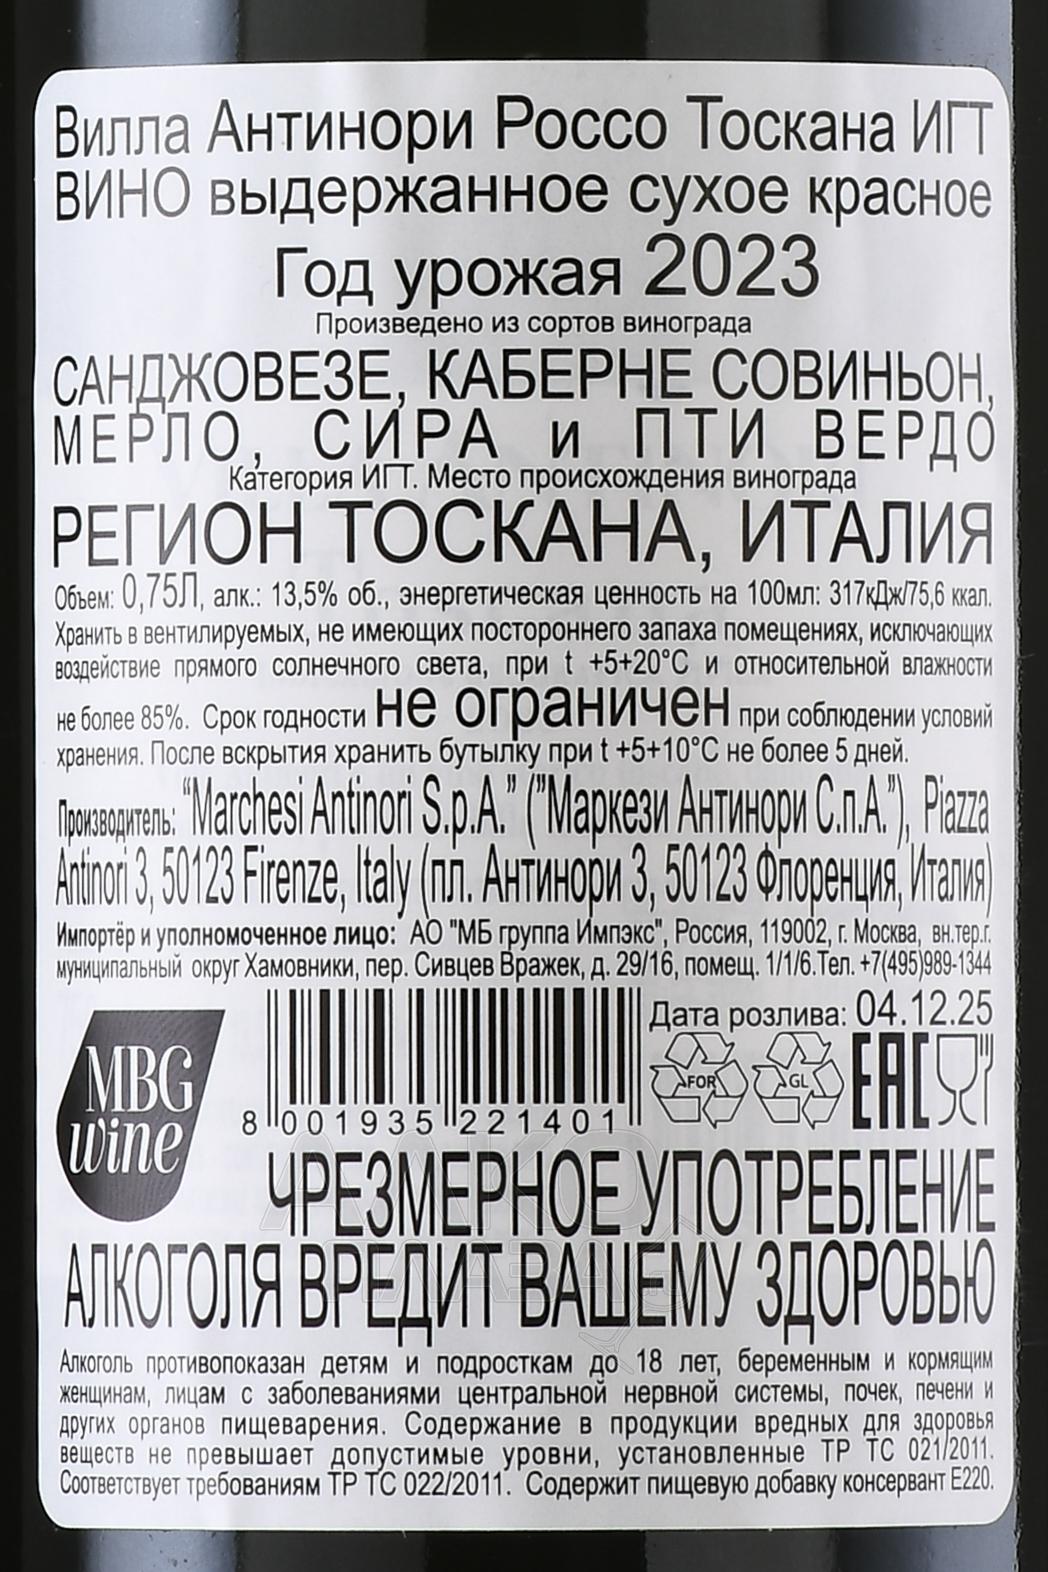 Вилла Антинори Россо Тоскана ИГТ
ВИНО выдержанное сухое красное
Год урожая 2023
Произведено из сортов винограда
САНДЖОВЕЗЕ, КАБЕРНЕ СОВИНЬОН,
МЕРЛО, СИРА и ПТИ ВЕРДО
Категория ИГТ. Место происхождения винограда
РЕГИОН ТОСКАНА, ИТАЛИЯ
Объем: 0,75Л, алк.: 13,5% об., энергетическая ценность на 100мл: 317кДж/75,6 ккал.
Хранить в вентилируемых, не имеющих постороннего запаха помещениях, исключающих
воздействие прямого солнечного света, при t +5+20°C и относительной влажности
не более 85%. Срок годности не ограничен при соблюдении условий
хранения. После вскрытия хранить бутылку при t +5+10°C не более 5 дней.
Производитель: “Marchesi Antinori S.p.A.” (”Маркези Антинори С.п.А.”), Piazza
Antinori 3, 50123 Firenze, Italy (пл. Антинори 3, 50123 Флоренция, Италия)
Импортёр и уполномоченное лицо: АО "МБ группа Импэкс", Россия, 119002, г. Москва, вн.тер.г.
муниципальный округ Хамовники, пер. Сивцев Вражек, д. 29/16, помещ. 1/1/6.Тел. +7(495)989-1344
Дата розлива: 04.12.25
MBG
wine
FOR
GL
EAC
8 001935 221401
ЧРЕЗМЕРНОЕ УПОТРЕБЛЕНИЕ
АЛКОГОЛЯ ВРЕДИТ ВАШЕМУ ЗДОРОВЬЮ
Алкоголь противопоказан детям и подросткам до 18 лет, беременным и кормящим
женщинам, лицам с заболеваниями центральной нервной системы, почек, печени и
других органов пищеварения. Содержание в продукции вредных для здоровья
веществ не превышает допустимые уровни, установленные ТР ТС 021/2011.
Соответствует требованиям ТР ТС 022/2011. Содержит пищевую добавку консервант Е220.